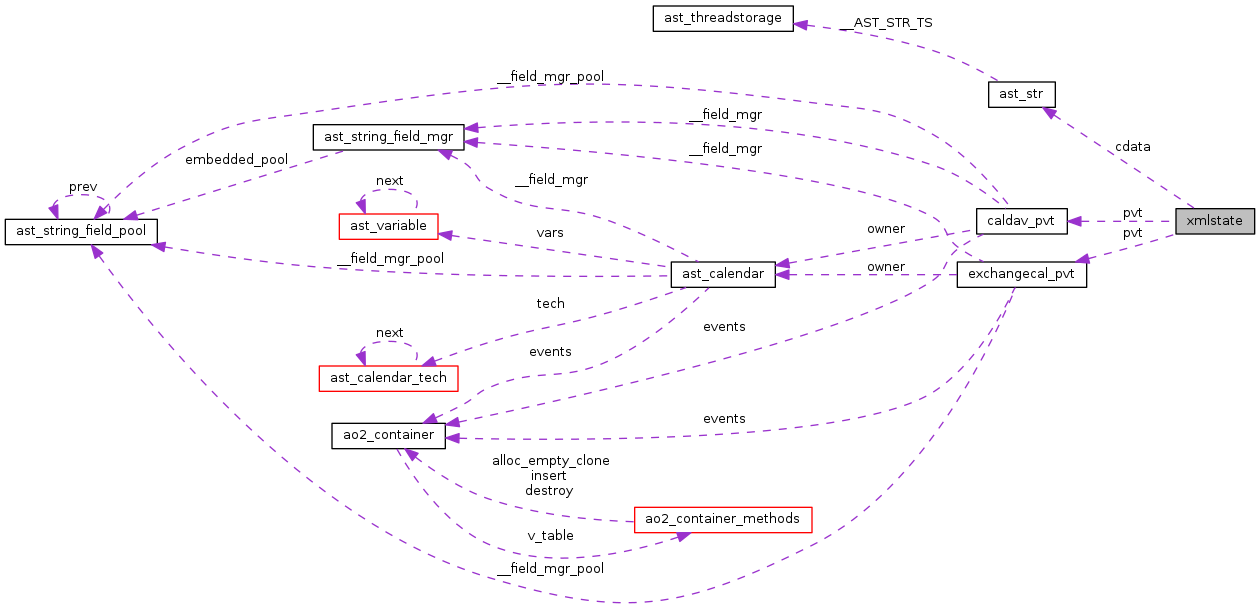 ast_threadstorage
__AST_STR_TS
__field_mgr_pool
ast_str
__field_mgr
ast_string_field_mgr
cdata
__field_mgr
embedded_pool
next
__field_mgr
prev
pvt
caldav_pvt
xmlstate
ast_variable
ast_string_field_pool
vars
owner
pvt
__field_mgr_pool
owner
ast_calendar
exchangecal_pvt
tech
events
next
events
ast_calendar_tech
events
ao2_container
alloc_empty_clone
insert
destroy
ao2_container_methods
v_table
__field_mgr_pool